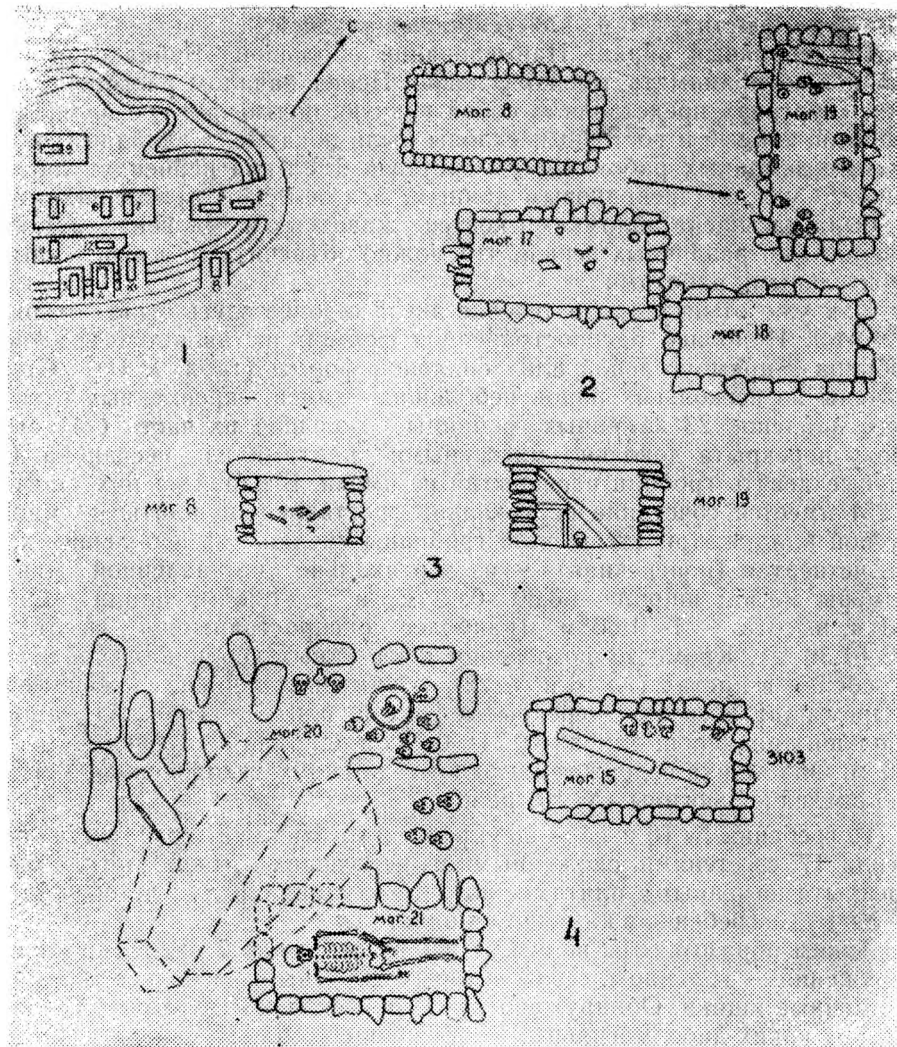 С
мог. 8
мог. 19
С
мог. 17
мог. 18
1
2
мог. 8
мог. 19
3
мог. 20
мог. 15
3103
мог. 21
4